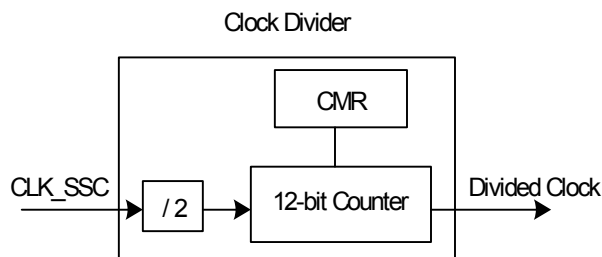 Clock Divider
CMR
CLK_SSC
/ 2
12-bit Counter
Divided Clock